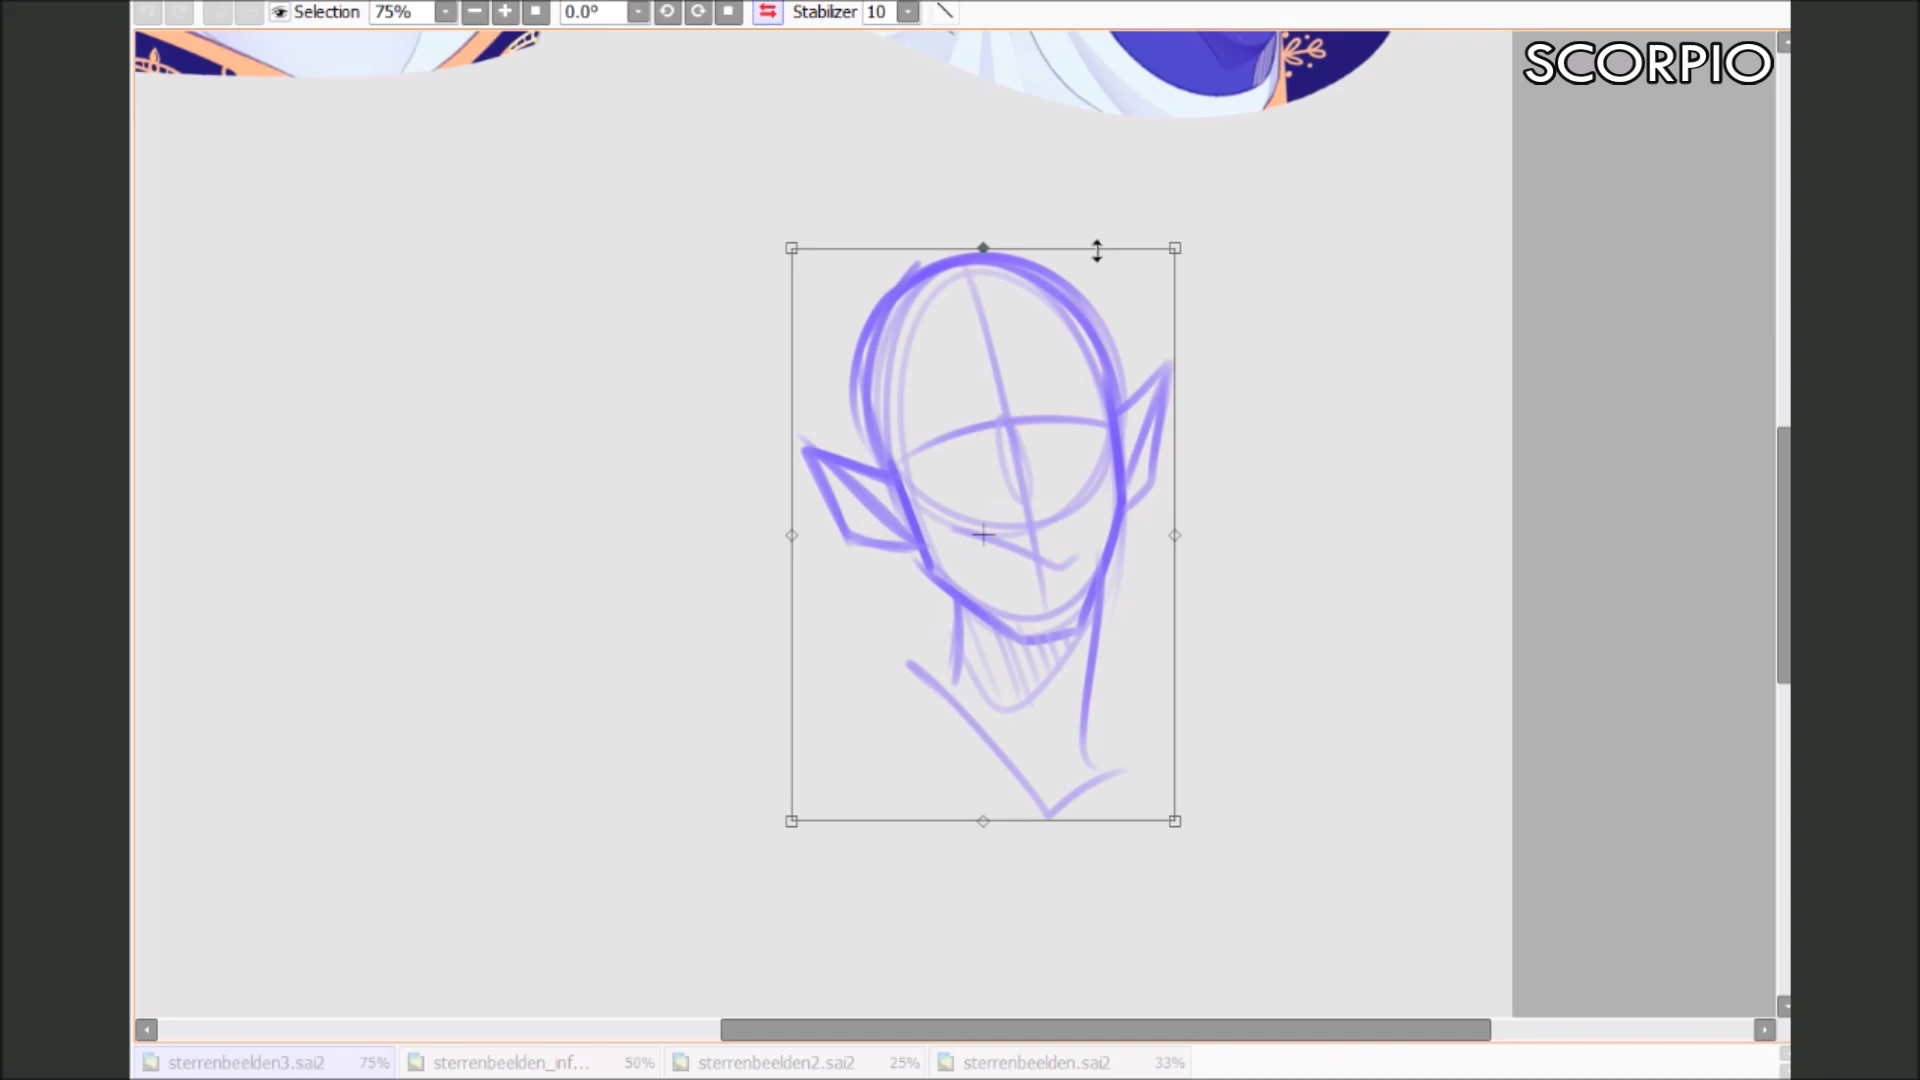 Selection 75% 0.0° Stabilizer 10
SCORPIO
sterrenbeelden3.sai2 75% sterrenbeelden_inf... 50% sterrenbeelden2.sai2 25% sterrenbeelden.sai2 33%